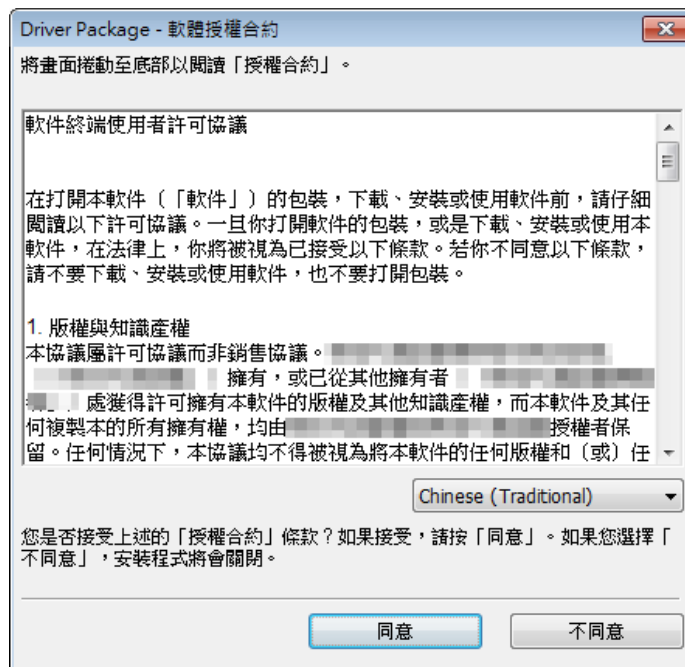 Driver Package - 軟體授權合約
將畫面捲動至底部以閱讀「授權合約」。
軟件終端使用者許可協議
在打開本軟件(「軟件」)的包裝,下載、安裝或使用軟件前,請仔細
閱讀以下許可協議。一旦你打開軟件的包裝,或是下載、安裝或使用本
軟件,在法律上,你將被視為已接受以下條款。若你不同意以下條款,
請不要下載、安裝或使用軟件,也不要打開包裝。
1. 版權與知識產權
本協議屬許可協議而非銷售協議。
擁有,或已從其他擁有者
處獲得許可擁有本軟件的版權及其他知識產權,而本軟件及其任
何複製本的所有擁有權,均由授權者保
留。任何情況下,本協議均不得被視為將本軟件的任何版權和(或)任
Chinese (Traditional)
您是否接受上述的「授權合約」條款?如果接受,請按「同意」。如果您選擇「
不同意」,安裝程式將會關閉。
同意
不同意